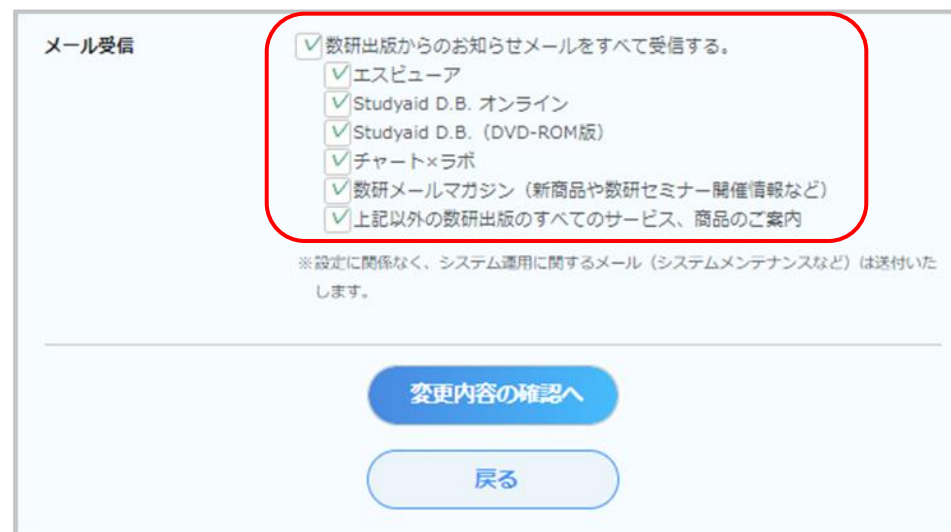 メール受信
数研出版からのお知らせメールをすべて受信する。
エスビューア
Studyaid D.B. オンライン
Studyaid D.B.（DVD-ROM版）
チャート×ラボ
数研メールマガジン（新商品や数研セミナー開催情報など）
上記以外の数研出版のすべてのサービス、商品のご案内
※設定に関係なく、システム運用に関するメール（システムメンテナンスなど）は送付いた
します。
変更内容の確認へ
戻る